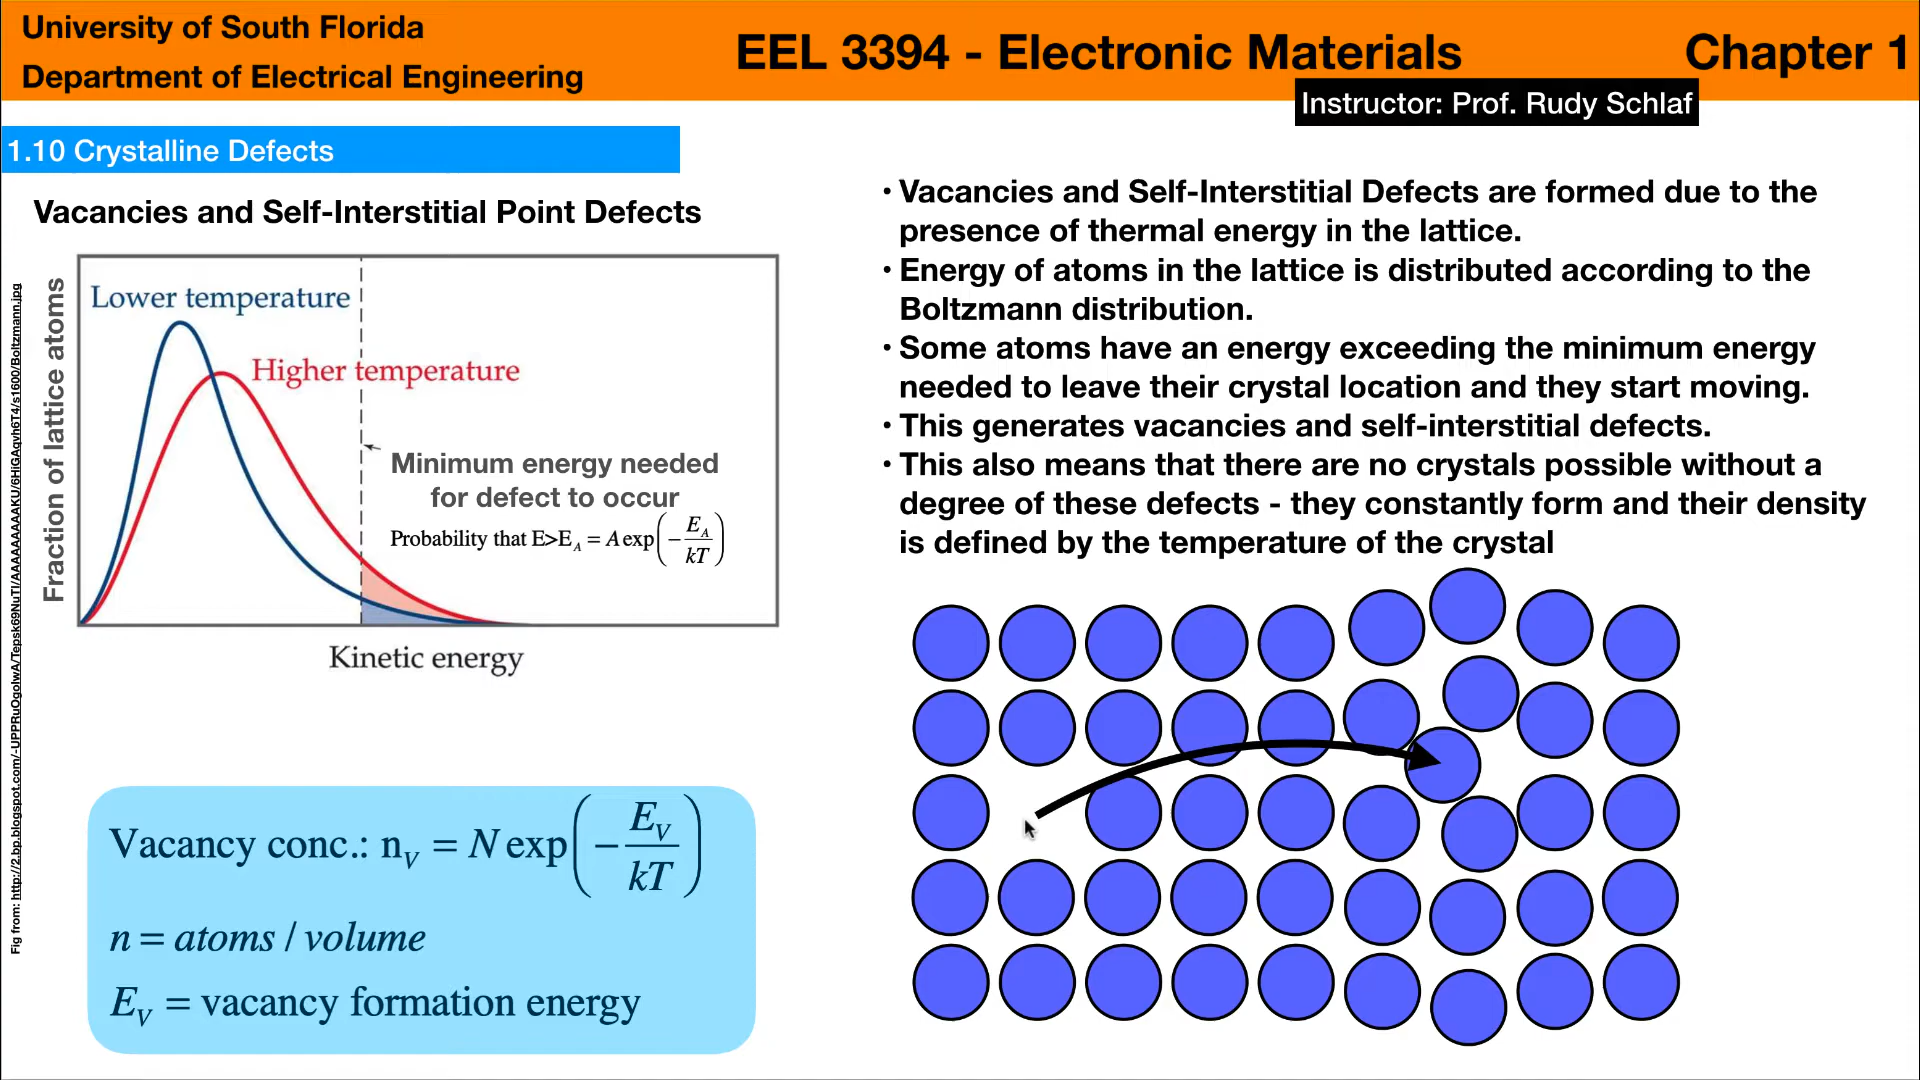 University of South Florida
Department of Electrical Engineering
EEL 3394 - Electronic Materials
Chapter 1
Instructor: Prof. Rudy Schlaf
1.10 Crystalline Defects
Vacancies and Self-Interstitial Point Defects
Lower temperature
Higher temperature
Minimum energy needed
for defect to occur
Probability that E>E_A = A exp(-E_A/kT)
Fraction of lattice atoms
Kinetic energy
Vacancy conc.: n_V = N exp(-E_V/kT)
n = atoms / volume
E_V = vacancy formation energy
• Vacancies and Self-Interstitial Defects are formed due to the
presence of thermal energy in the lattice.
• Energy of atoms in the lattice is distributed according to the
Boltzmann distribution.
• Some atoms have an energy exceeding the minimum energy
needed to leave their crystal location and they start moving.
• This generates vacancies and self-interstitial defects.
• This also means that there are no crystals possible without a
degree of these defects - they constantly form and their density
is defined by the temperature of the crystal
Fig from: